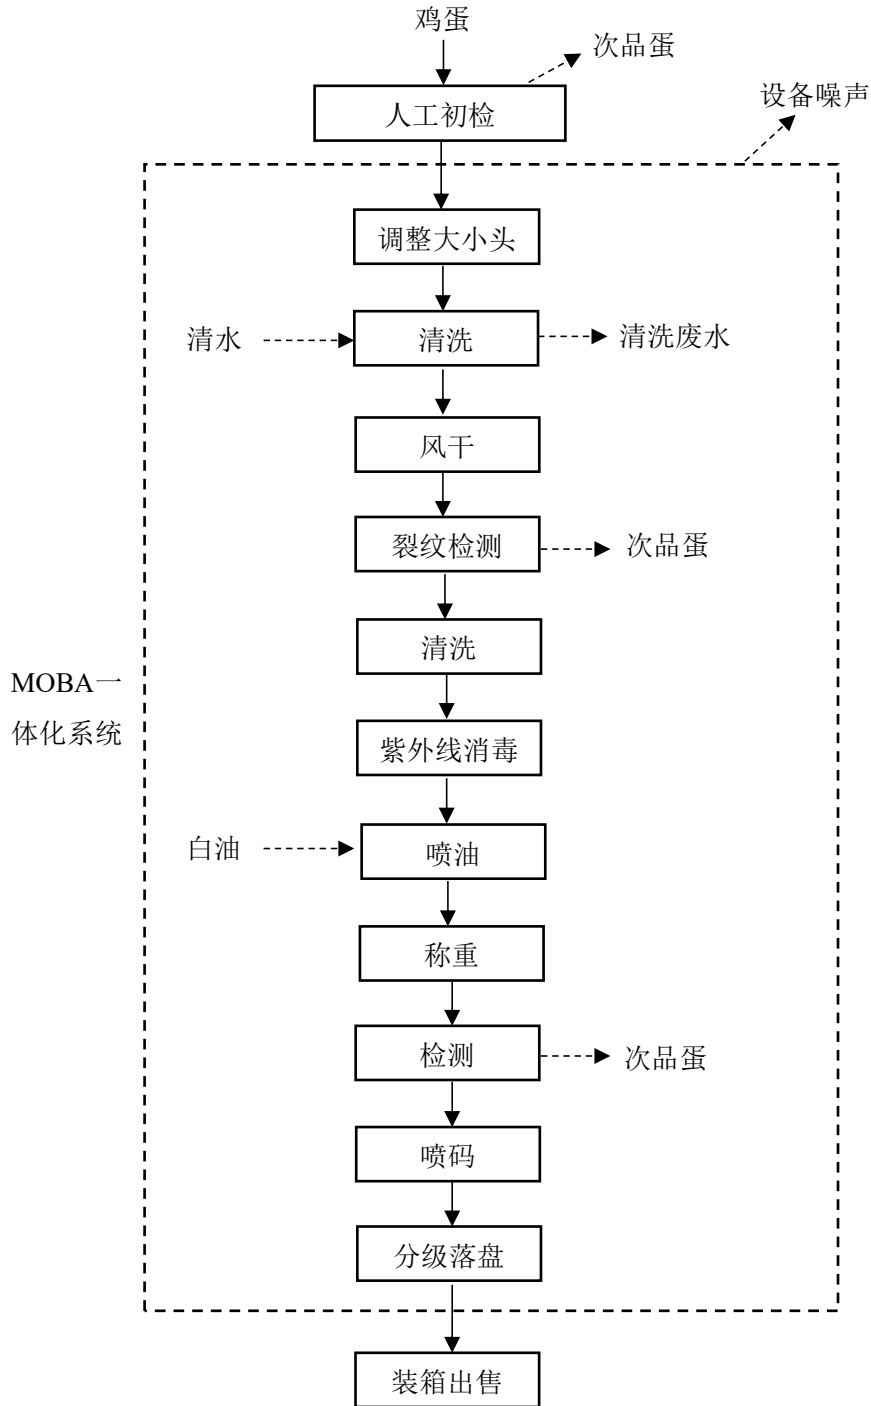 鸡蛋
次品蛋
设备噪声
人工初检
调整大小头
清水
清洗
清洗废水
风干
裂纹检测
次品蛋
清洗
MOBA一
体化系统
紫外线消毒
白油
喷油
称重
检测
次品蛋
喷码
分级落盘
装箱出售